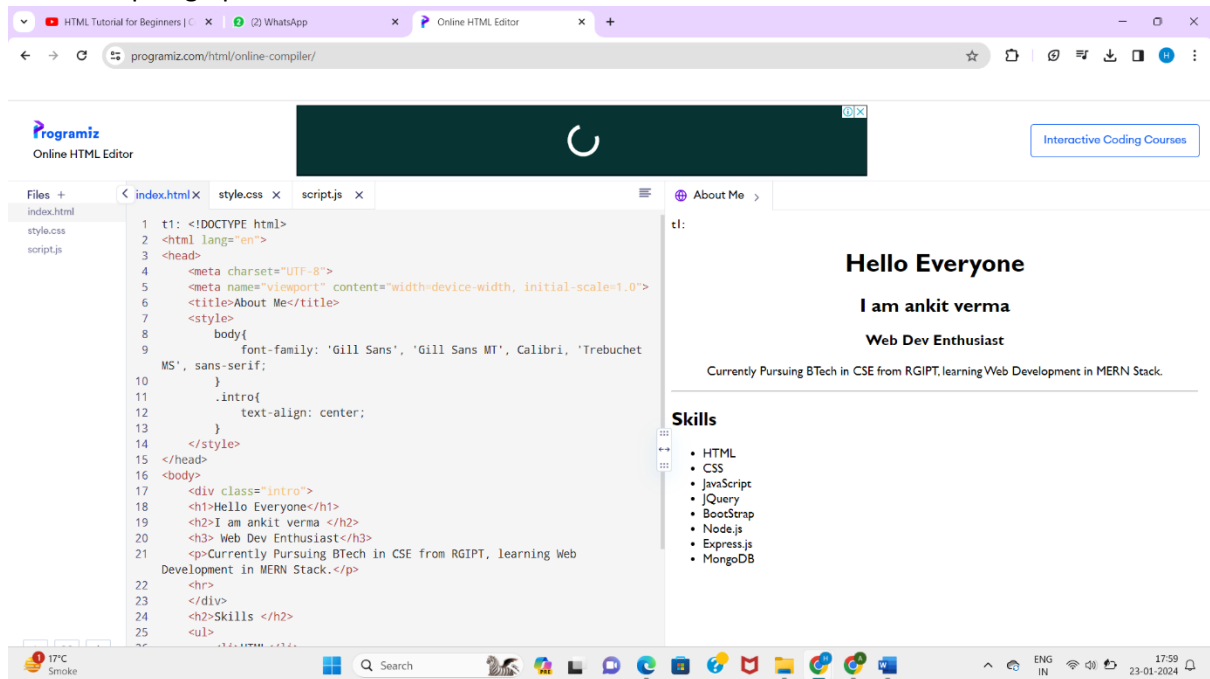 HTML Tutorial for Beginners | C
(2) WhatsApp
Online HTML Editor
programiz.com/html/online-compiler/
H
Programiz
Online HTML Editor
Interactive Coding Courses
Files +
index.html
style.css
script.js
index.html
style.css
script.js
1 t1: <!DOCTYPE html>
2 <html lang="en">
3 <head>
4 <meta charset="UTF-8">
5 <meta name="viewport" content="width=device-width, initial-scale=1.0">
6 <title>About Me</title>
7 <style>
8 body{
9 font-family: 'Gill Sans', 'Gill Sans MT', Calibri, 'Trebuchet
MS', sans-serif;
10 }
11 .intro{
12 text-align: center;
13 }
14 </style>
15 </head>
16 <body>
17 <div class="intro">
18 <h1>Hello Everyone</h1>
19 <h2>I am ankit verma </h2>
20 <h3> Web Dev Enthusiast</h3>
21 <p>Currently Pursuing BTech in CSE from RGIPT, learning Web
Development in MERN Stack.</p>
22 <hr>
23 </div>
24 <h2>Skills </h2>
25 <ul>
About Me
t1:
Hello Everyone
I am ankit verma
Web Dev Enthusiast
Currently Pursuing BTech in CSE from RGIPT, learning Web Development in MERN Stack.
Skills
• HTML
• CSS
• JavaScript
• JQuery
• BootStrap
• Node.js
• Express.js
• MongoDB
1
17°C
Smoke
Search
ENG
IN
17:59
23-01-2024